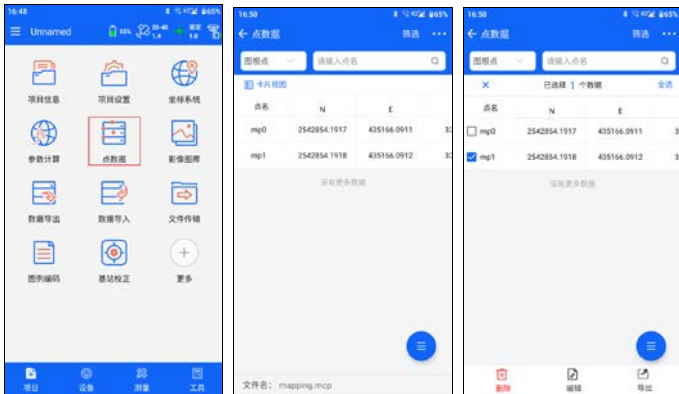 16:48
65%
Unnamed
项目信息
项目设置
坐标系统
参数计算
点数据
影像图库
数据导出
数据导入
文件传输
图例编码
基站校正
更多
项目
设备
测量
工具
16:50
65%
点数据
筛选
图根点
请输入点名
卡片视图
点名 N E
mp0 2542854.1917 435166.0911
mp1 2542854.1918 435166.0912
没有更多数据
文件名: mapping.mcp
16:50
65%
点数据
筛选
图根点
请输入点名
已选择 1 个数据
全选
点名 N E
mp0 2542854.1917 435166.0911 3
mp1 2542854.1918 435166.0912 3
没有更多数据
删除
编辑
导出